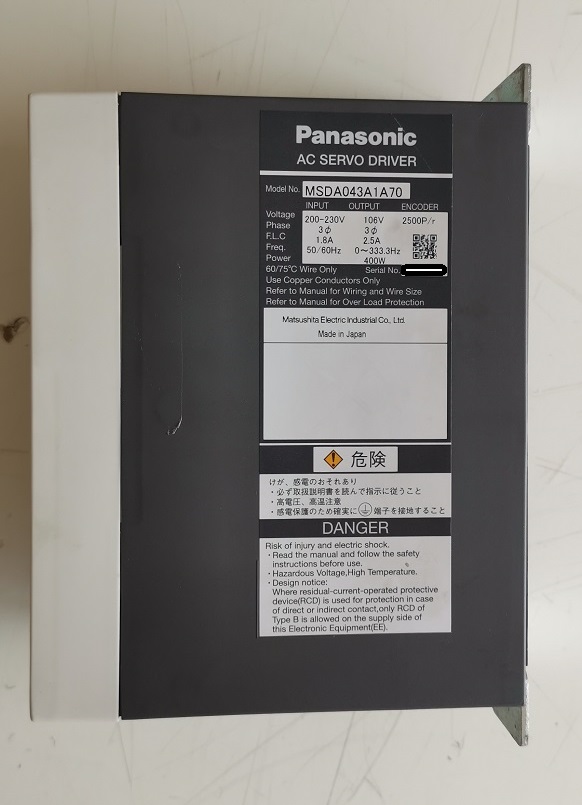 Panasonic
AC SERVO DRIVER
Model No. MSDA043A1A70
INPUT OUTPUT ENCODER
Voltage 200-230V 106V 2500P/r
Phase 3ϕ 3ϕ
F.L.C 1.8A 2.5A
Freq. 50/60Hz 0～333.3Hz
Power 400W
60/75°C Wire Only Serial No.
Use Copper Conductors Only
Refer to Manual for Wiring and Wire Size
Refer to Manual for Over Load Protection
Matsushita Electric Industrial Co., Ltd.
Made in Japan
危険
けが、感電のおそれあり
・必ず取扱説明書を読んで指示に従うこと
・高電圧、高温注意
・感電保護のため確実に端子を接地すること
DANGER
Risk of injury and electric shock.
・Read the manual and follow the safety
instructions before use.
・Hazardous Voltage,High Temperature.
・Design notice:
Where residual-current-operated protective
device(RCD) is used for protection in case
of direct or indirect contact,only RCD of
Type B is allowed on the supply side of
this Electronic Equipment(EE).